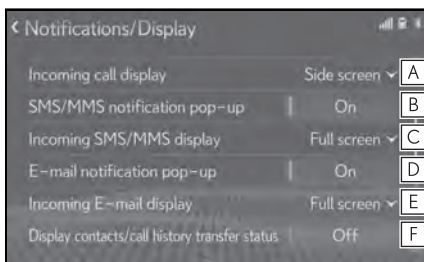 Notifications/Display
Incoming call display Side screen A
SMS/MMS notification pop-up On B
Incoming SMS/MMS display Full screen C
E-mail notification pop-up On D
Incoming E-mail display Full screen E
Display contacts/call history transfer status Off F